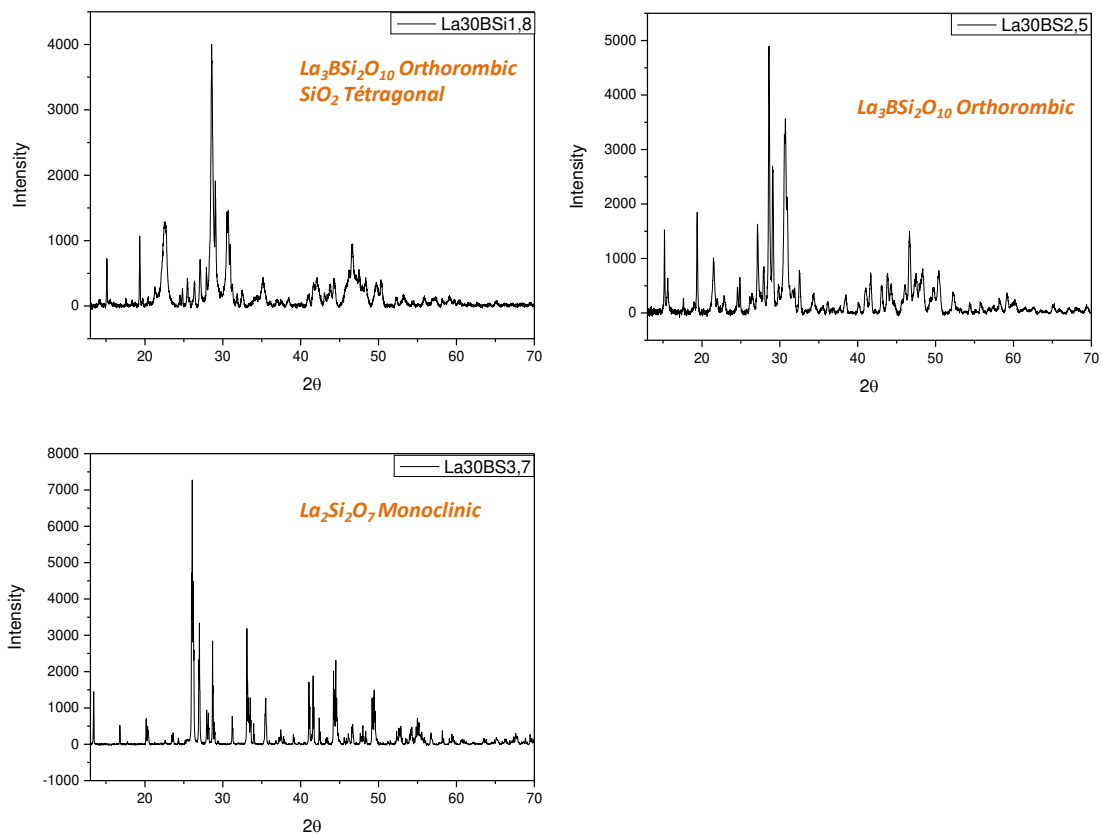 La30BSi1,8
La₃BSi₂O₁₀ Orthorombic
SiO₂ Tétragonal
4000
3000
2000
1000
0
Intensity
20 30 40 50 60 70
2θ
La30BS2,5
La₃BSi₂O₁₀ Orthorombic
5000
4000
3000
2000
1000
0
Intensity
20 30 40 50 60 70
2θ
La30BS3,7
La₂Si₂O₇ Monoclinic
8000
7000
6000
5000
4000
3000
2000
1000
0
-1000
Intensity
20 30 40 50 60 70
2θ